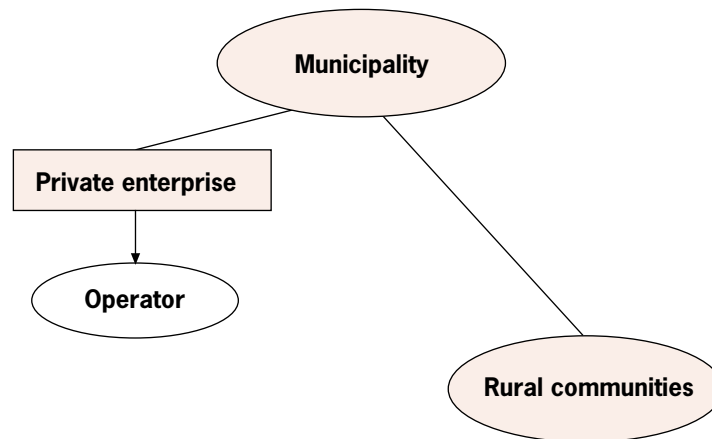 Municipality
Private enterprise
Operator
Rural communities